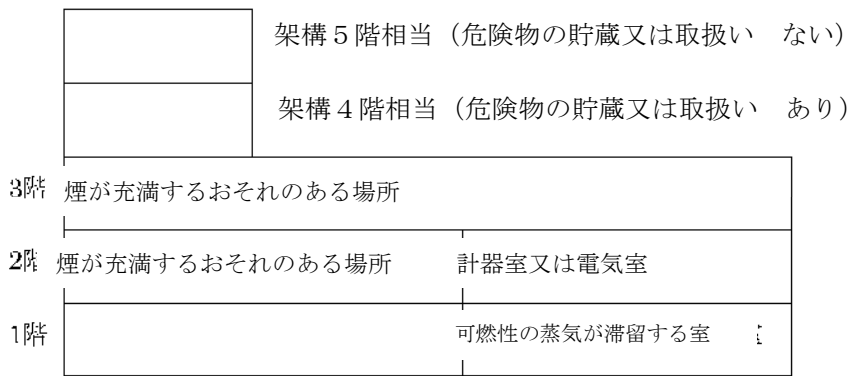 架構５階相当（危険物の貯蔵又は取扱い　ない）
架構４階相当（危険物の貯蔵又は取扱い　あり）
3階 煙が充満するおそれのある場所
2階 煙が充満するおそれのある場所 計器室又は電気室
1階 可燃性の蒸気が滞留する室